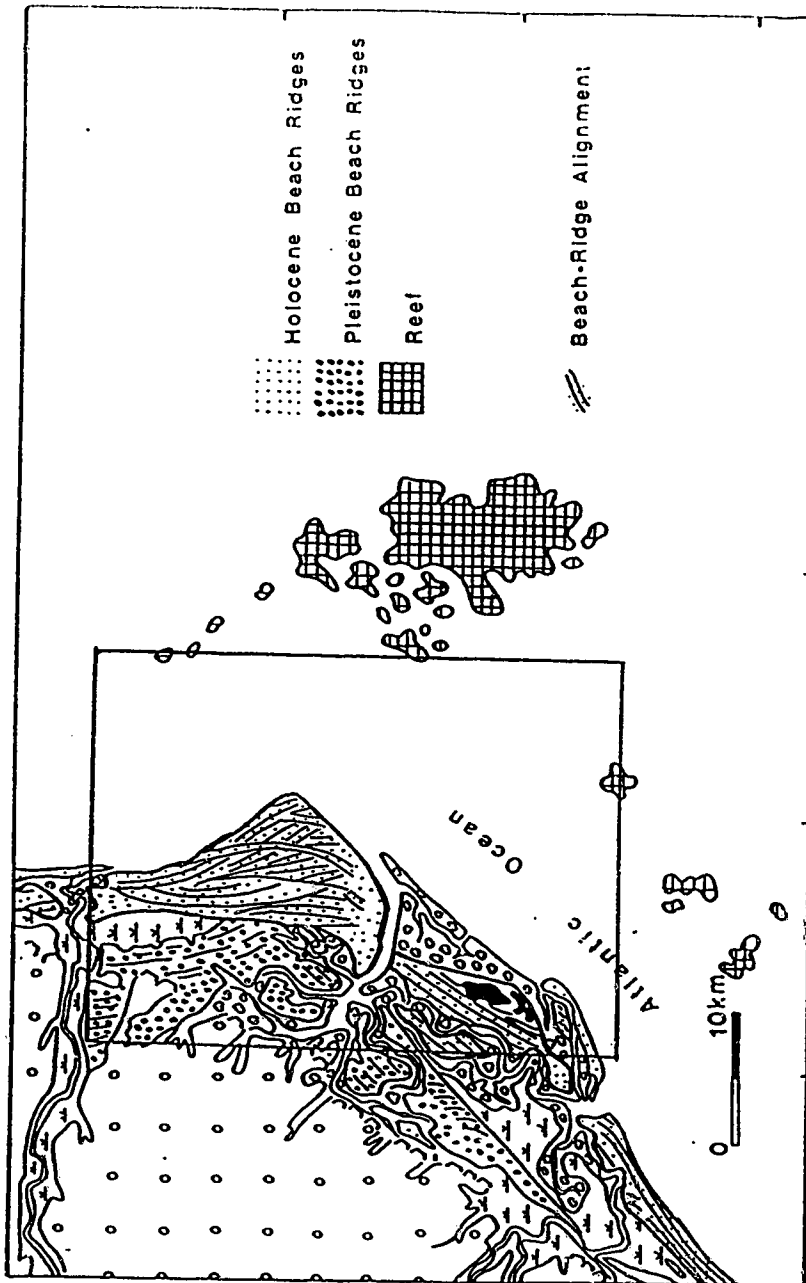 Holocene Beach Ridges
Pleistocene Beach Ridges
Reef
Beach-Ridge Alignment
Atlantic Ocean
0 10km